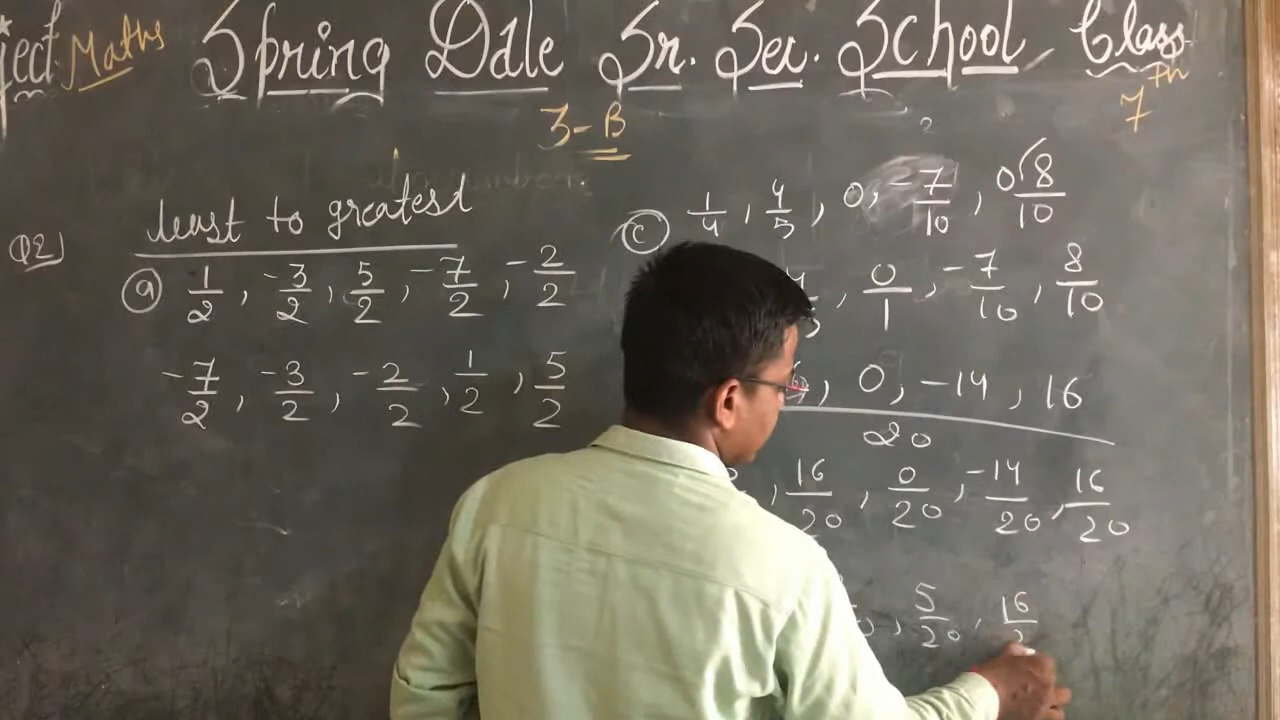 ject Maths Spring Dale Sr. Sec. School, Class 7th
3-B
Q2] least to greatest
(a) 1/2, -3/2, 5/2, -7/2, -2/2
-7/2, -3/2, -2/2, 1/2, 5/2
(c) 1/4, 4/5, 0, -7/10, 0(8/10
0/1, -7/10, 8/10
0, -14, 16
20
, 16/20, 0/20, -14/20, 16/20
, 5/20, 16/2